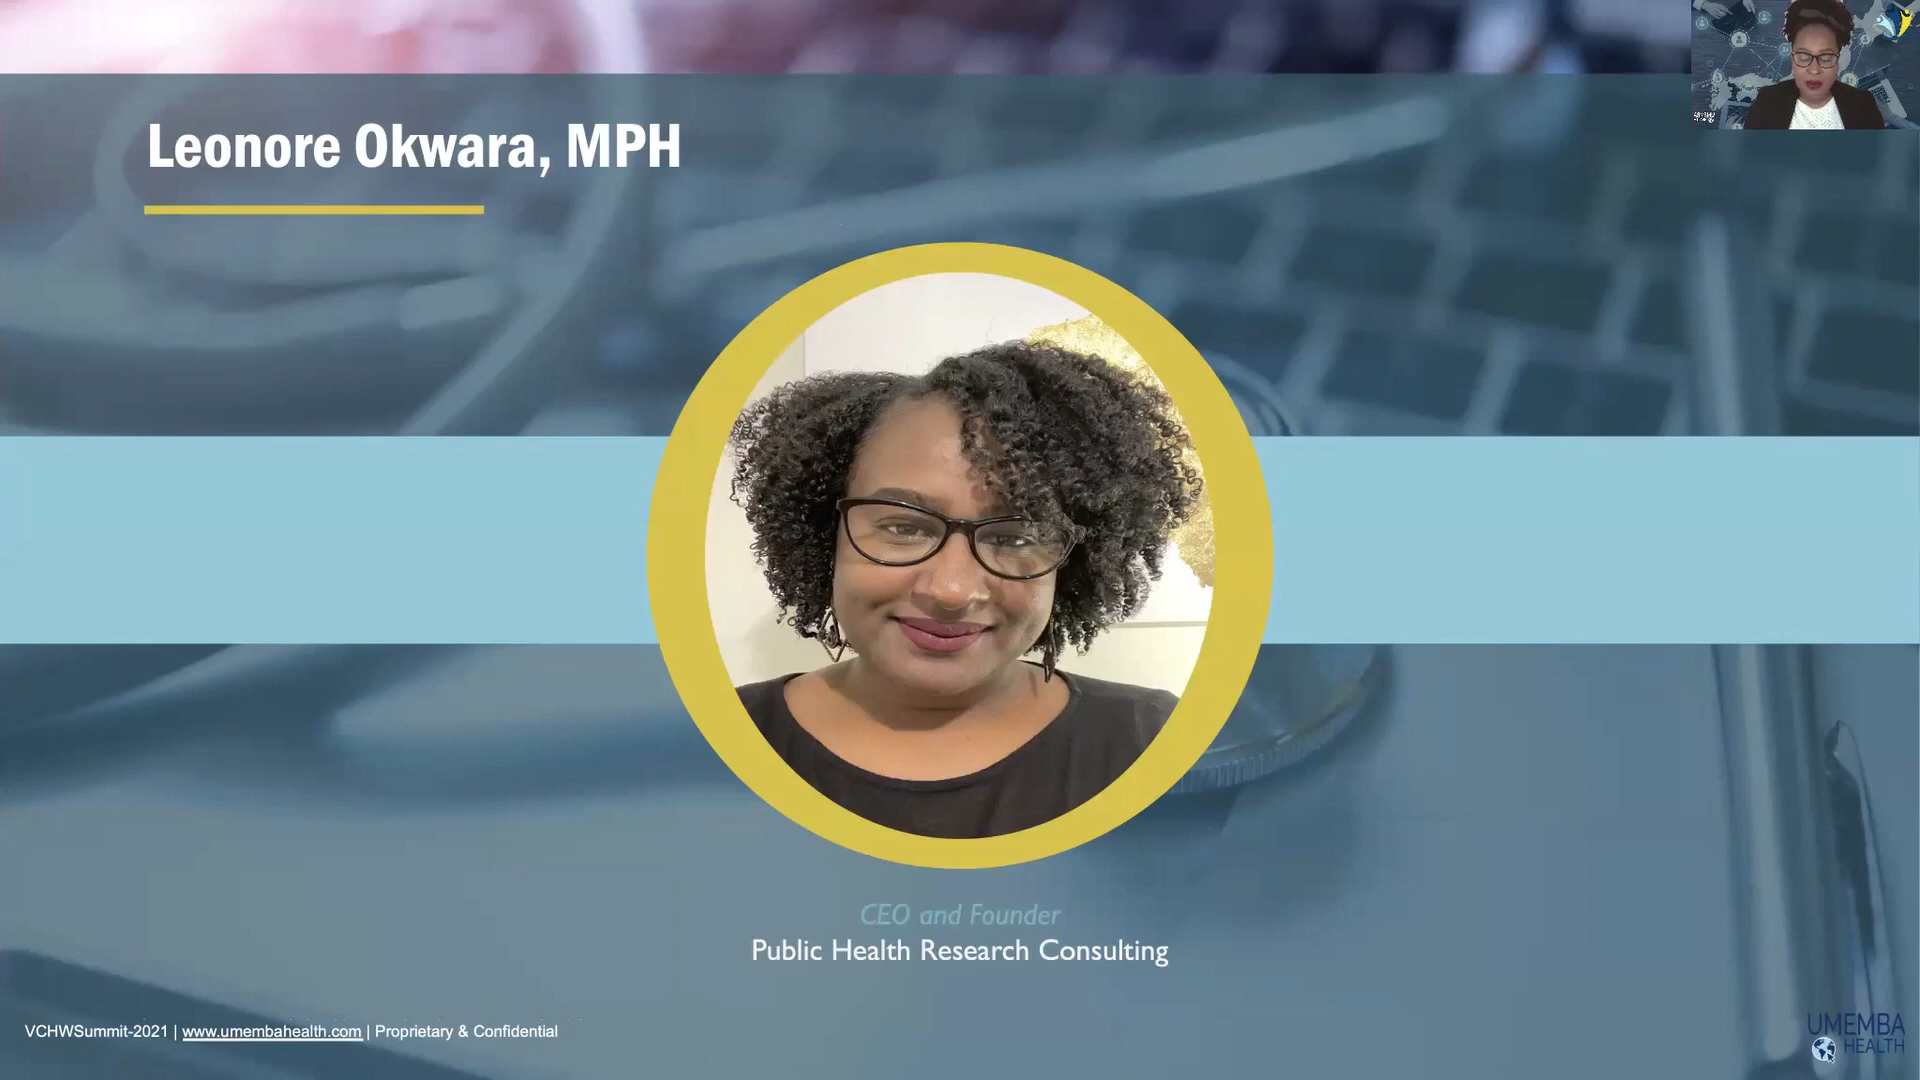 Leonore Okwara, MPH
CEO and Founder
Public Health Research Consulting
VCHWSummit-2021 | www.umembahealth.com | Proprietary & Confidential
UMEMBA
HEALTH